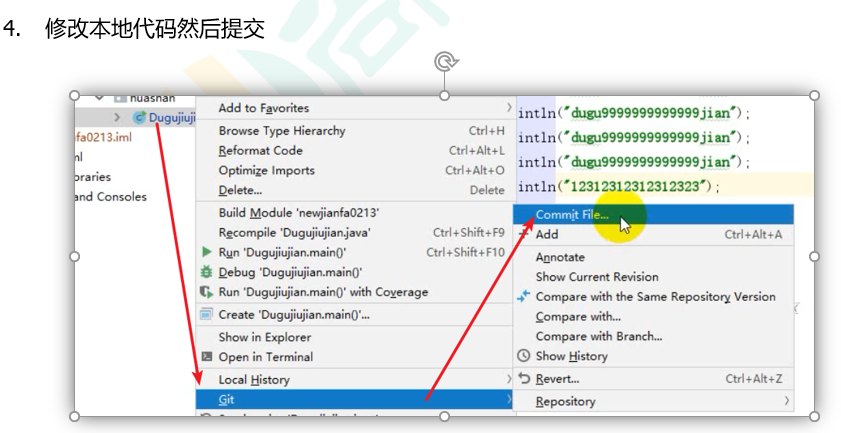 4. 修改本地代码然后提交
huashan
Dugujiuji
fa0213.iml
ml
oraries
and Consoles
Add to Favorites
Browse Type Hierarchy Ctrl+H
Reformat Code Ctrl+Alt+L
Optimize Imports Ctrl+Alt+O
Delete... Delete
Build Module 'newjianfa0213'
Recompile 'Dugujiujian.java' Ctrl+Shift+F9
Run 'Dugujiujian.main()' Ctrl+Shift+F10
Debug 'Dugujiujian.main()'
Run 'Dugujiujian.main()' with Coverage
Create 'Dugujiujian.main()'...
Show in Explorer
Open in Terminal
Local History
Git
intln("dugu9999999999999jian");
intln("dugu9999999999999jian");
intln("dugu9999999999999jian");
intln("12312312312312323");
Commit File...
Add Ctrl+Alt+A
Annotate
Show Current Revision
Compare with the Same Repository Version
Compare with...
Compare with Branch...
Show History
Revert... Ctrl+Alt+Z
Repository